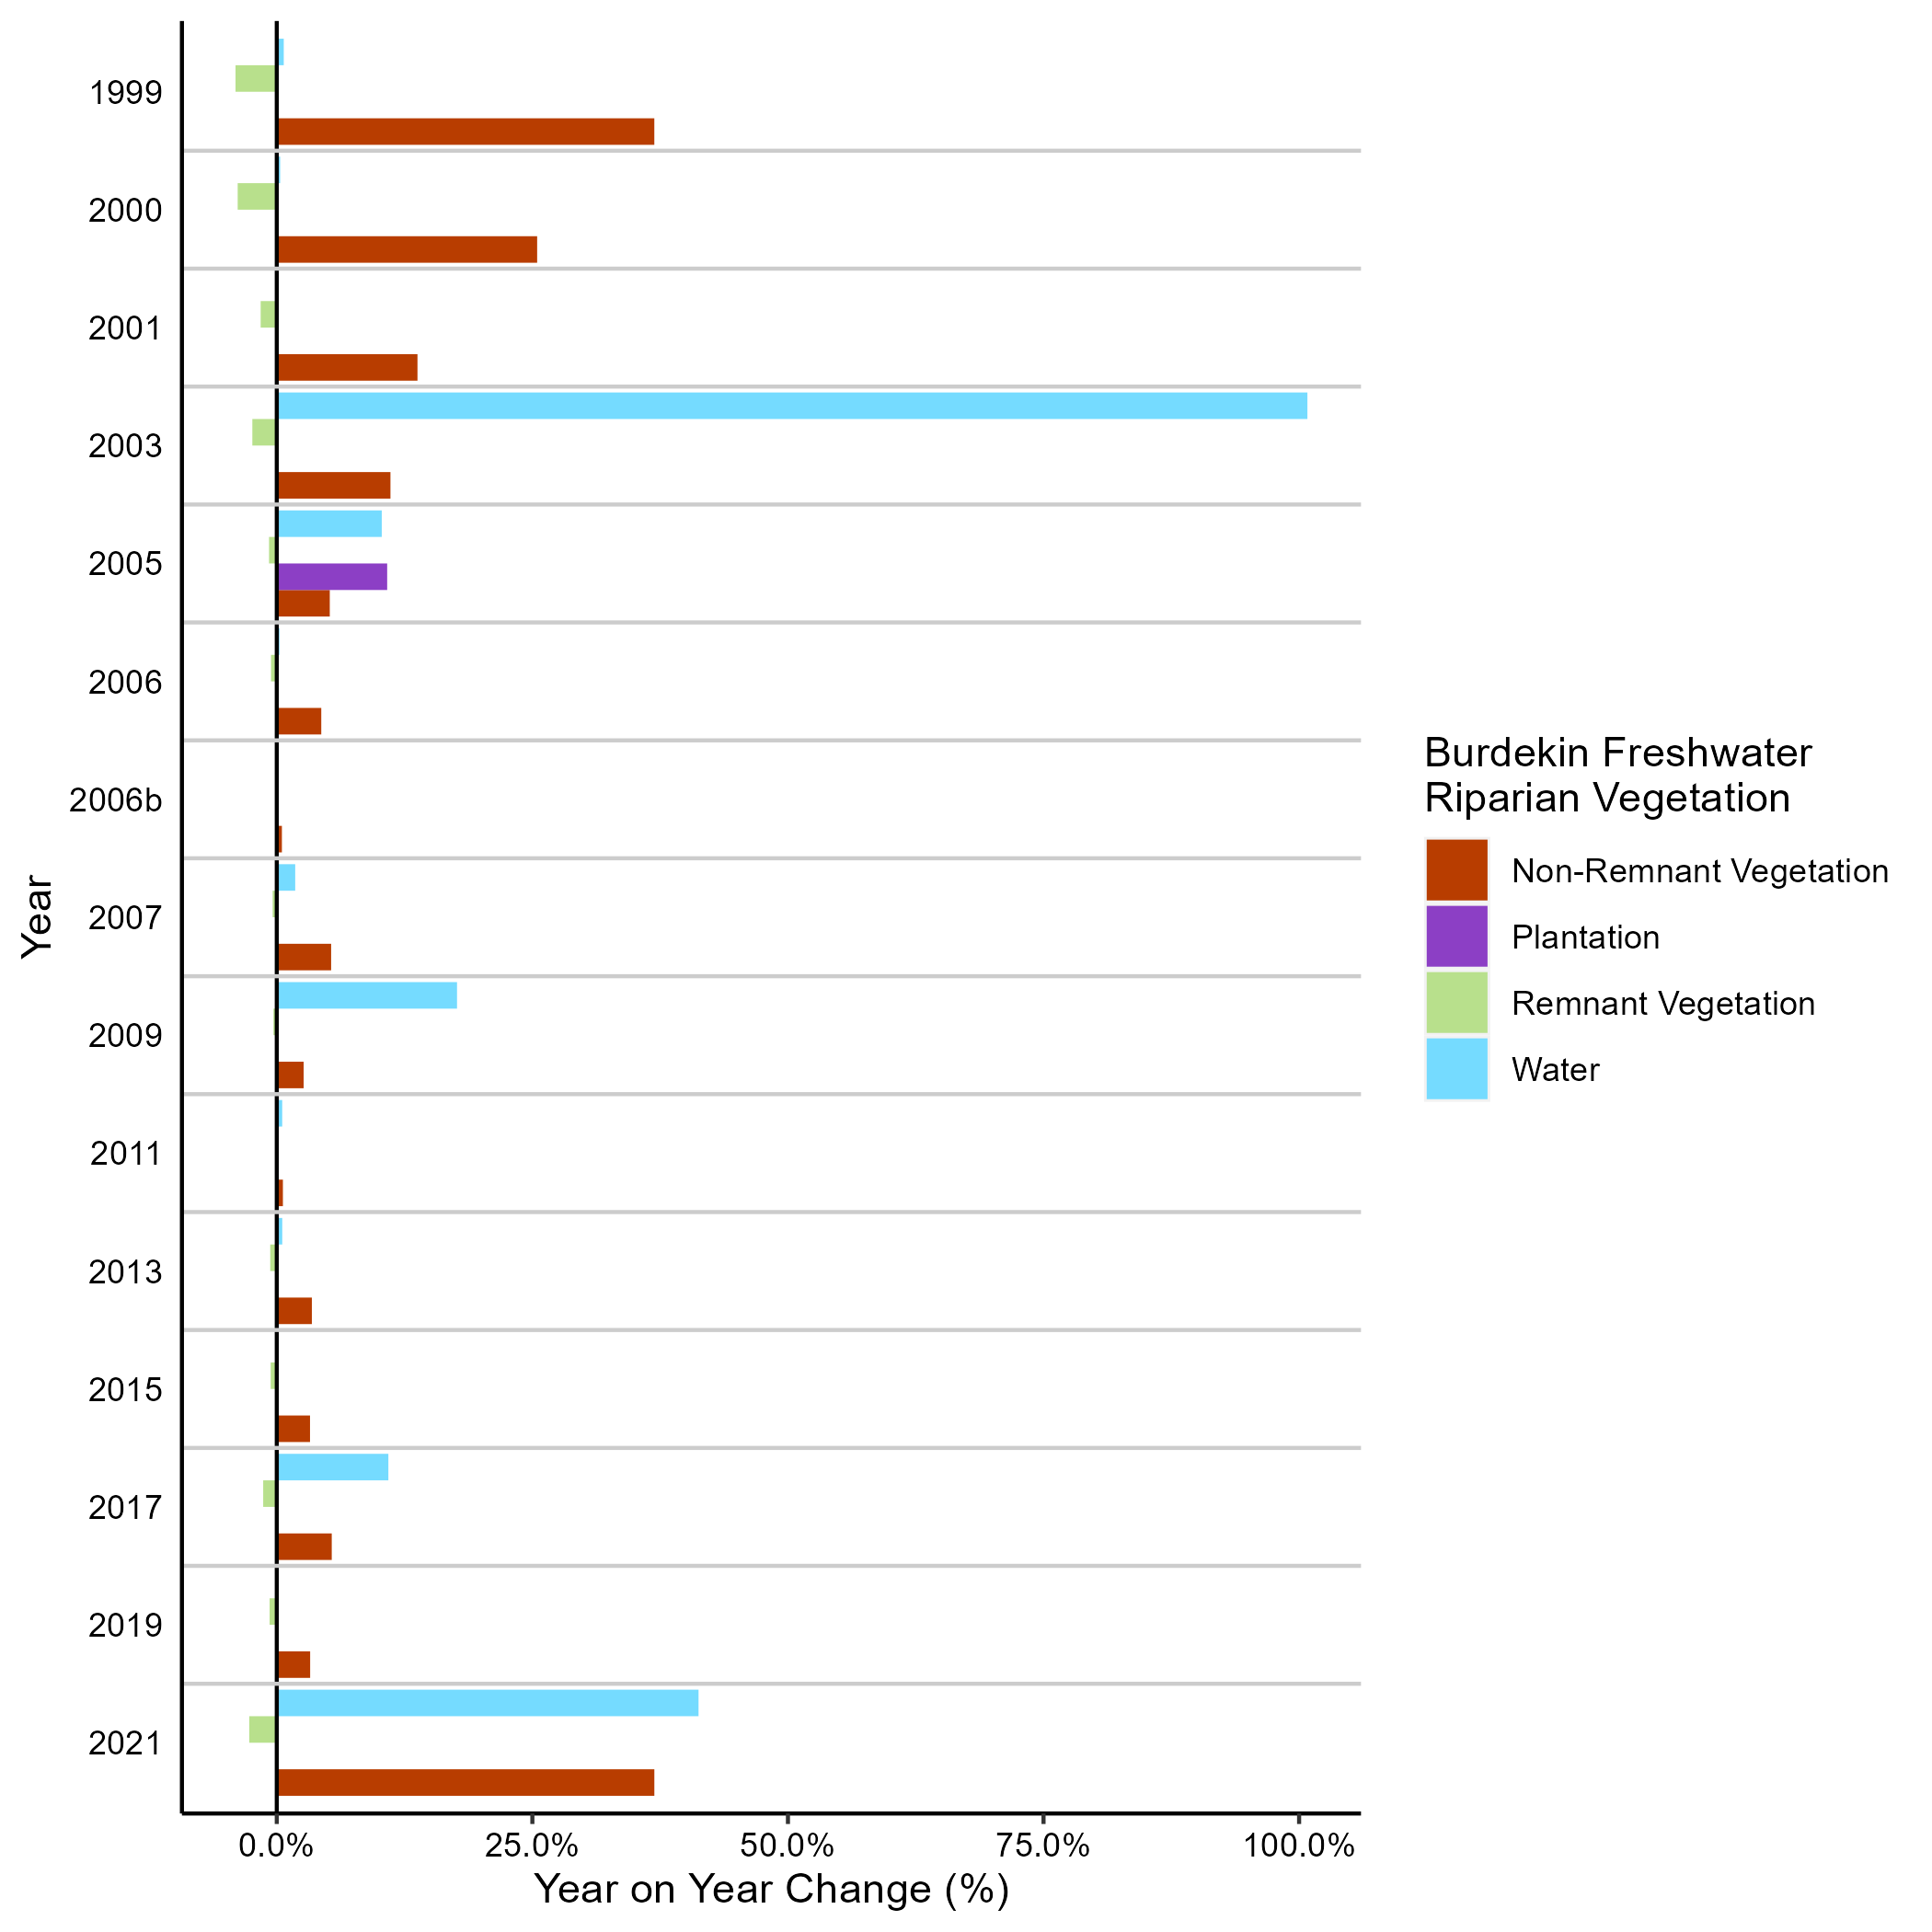 1999
2000
2001
2003
2005
2006
2006b
2007
2009
2011
2013
2015
2017
2019
2021
Year
0.0%
25.0%
50.0%
75.0%
100.0%
Year on Year Change (%)
Burdekin Freshwater
Riparian Vegetation
Non-Remnant Vegetation
Plantation
Remnant Vegetation
Water